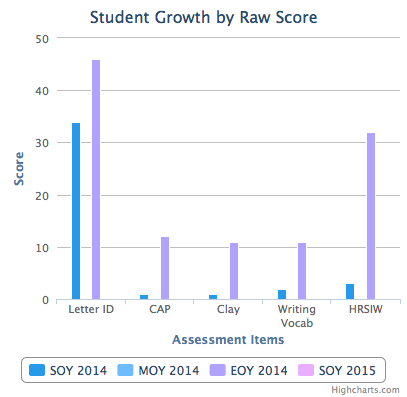 Student Growth by Raw Score
50
40
30
20
10
0
Score
Letter ID
CAP
Clay
Writing
Vocab
HRSIW
Assessment Items
SOY 2014
MOY 2014
EOY 2014
SOY 2015
Highcharts.com